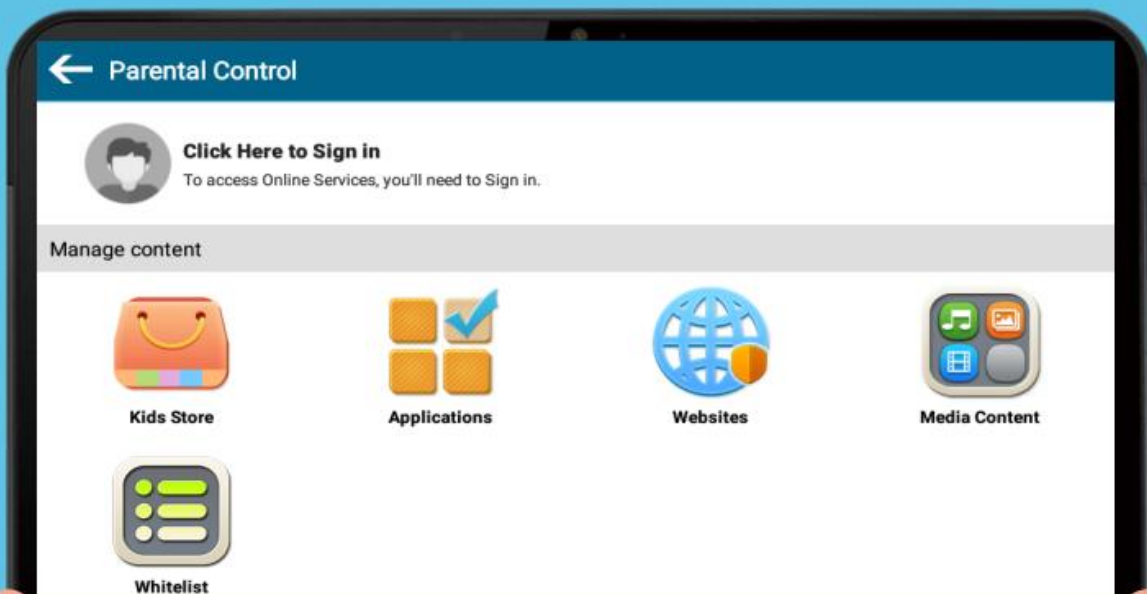 Parental Control
Click Here to Sign in
To access Online Services, you'll need to Sign in.
Manage content
Kids Store
Applications
Websites
Media Content
Whitelist